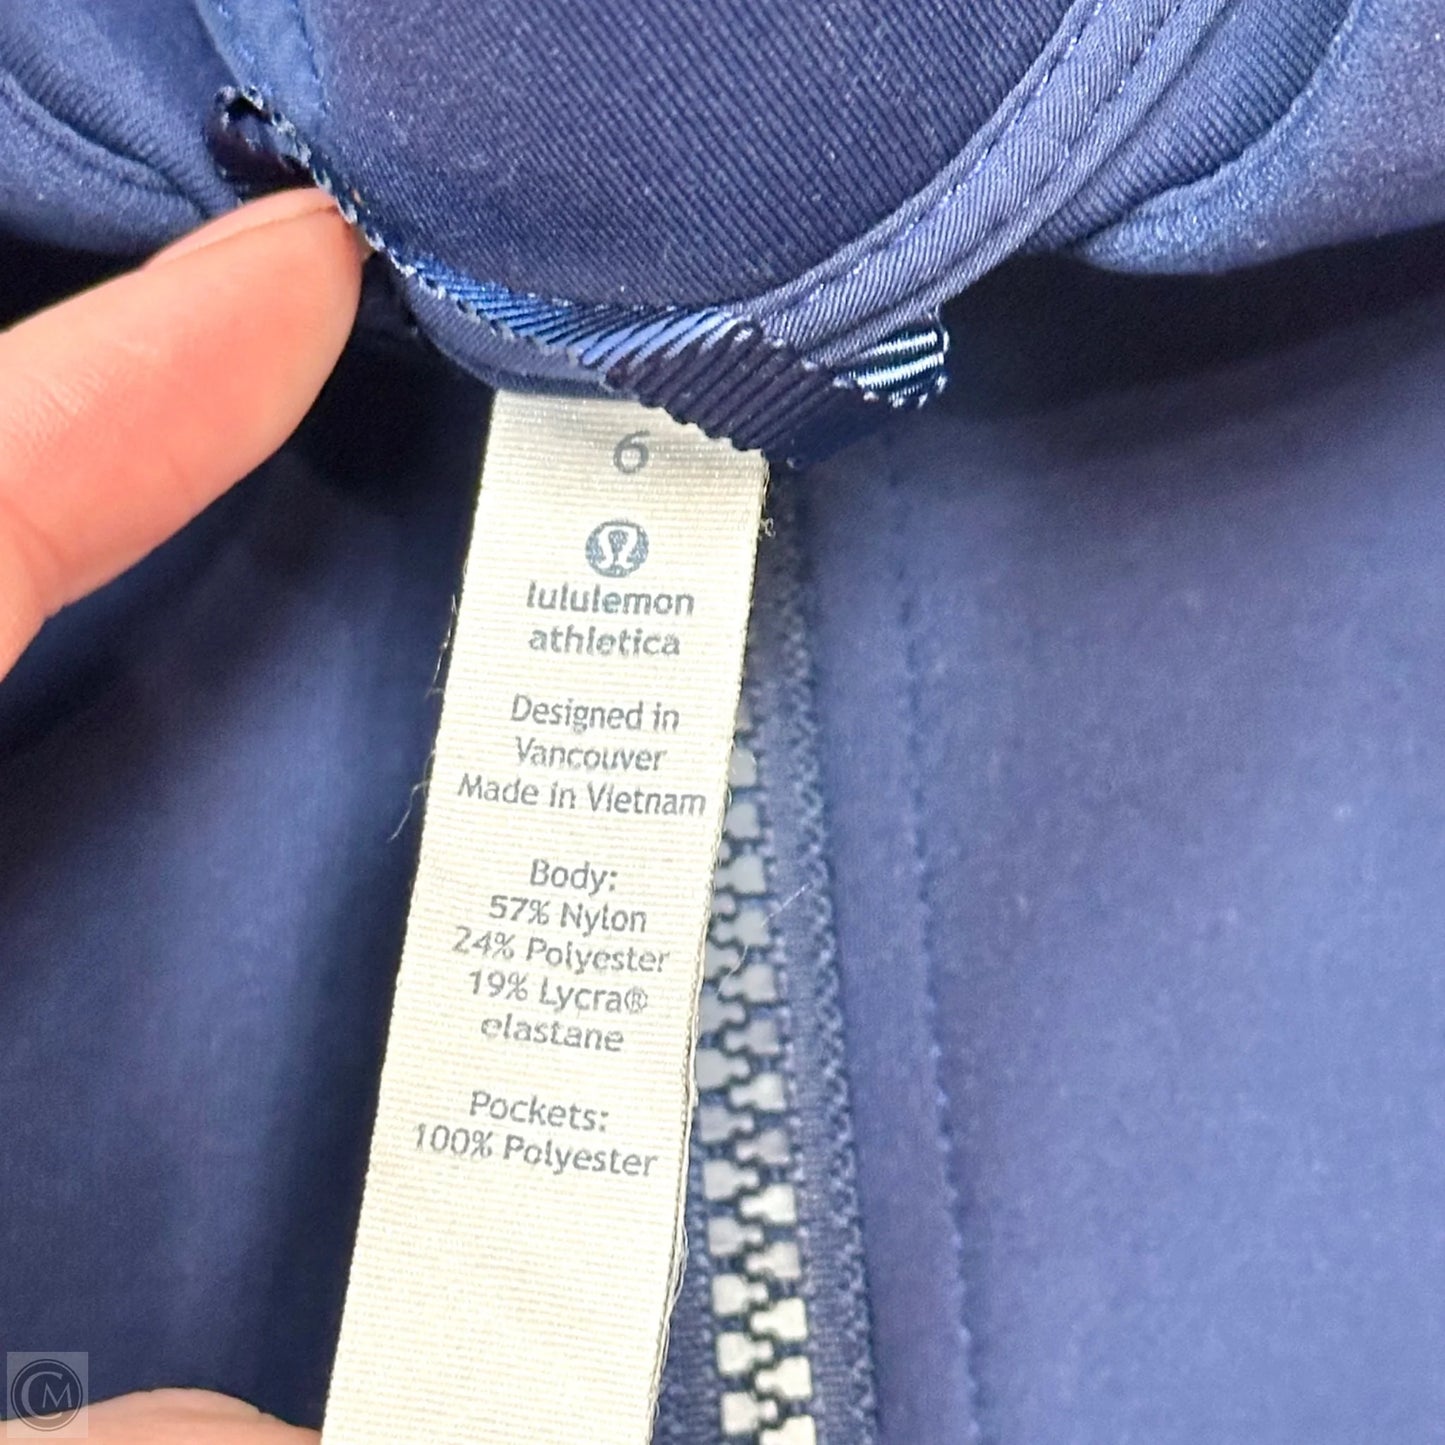 6
lululemon
athletica
Designed in
Vancouver
Made in Vietnam
Body:
57% Nylon
24% Polyester
19% Lycra®
elastane
Pockets:
100% Polyester
CM